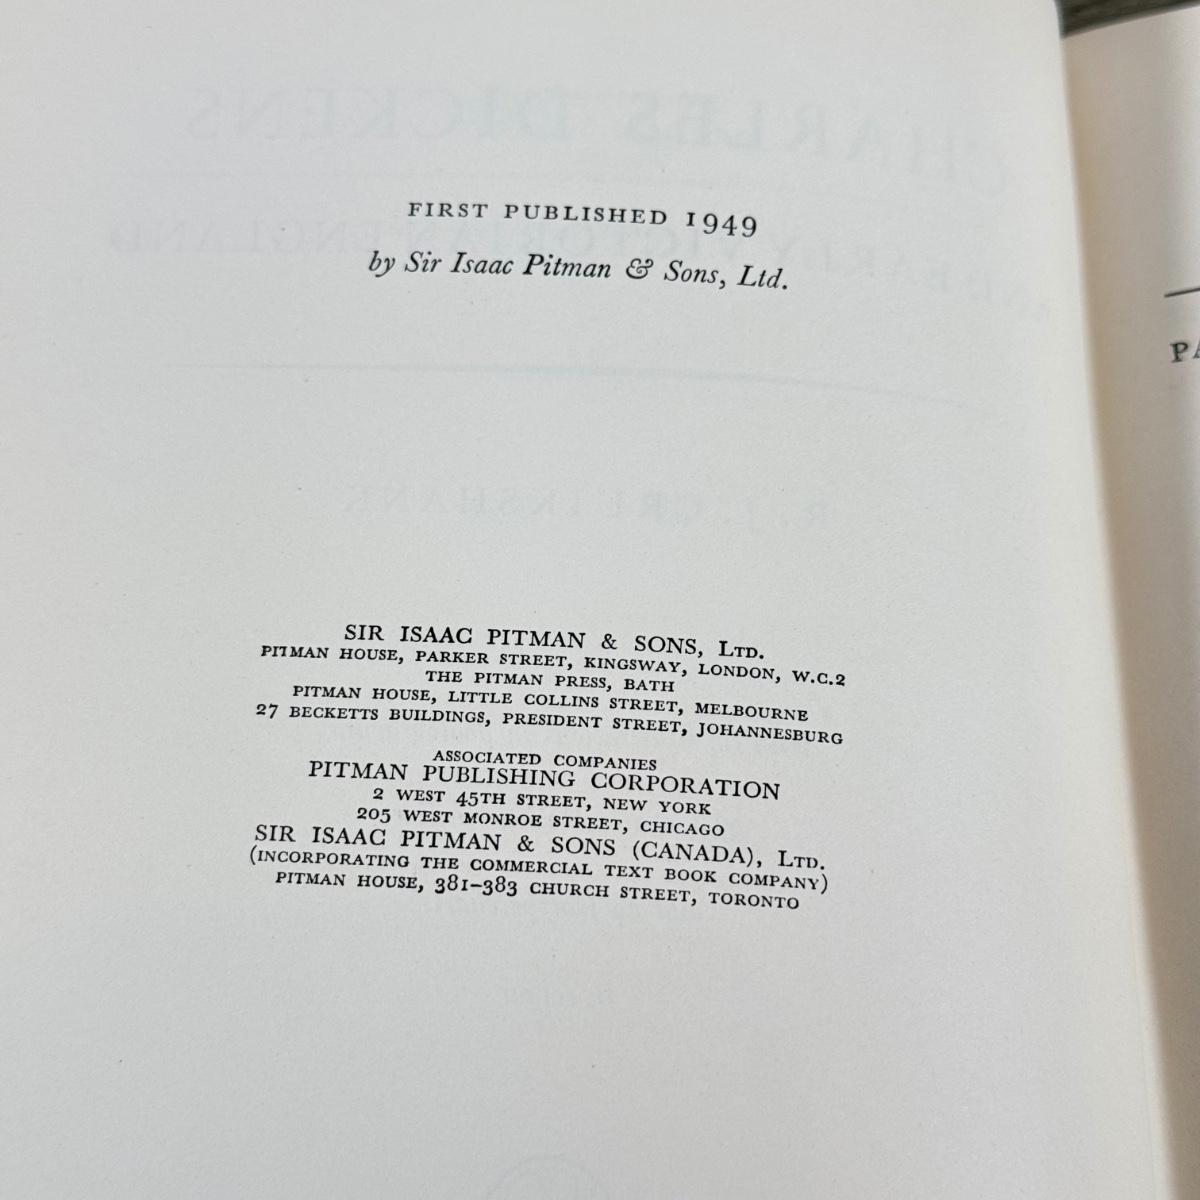 FIRST PUBLISHED 1949
by Sir Isaac Pitman & Sons, Ltd.
SIR ISAAC PITMAN & SONS, LTD.
PITMAN HOUSE, PARKER STREET, KINGSWAY, LONDON, W.C.2
THE PITMAN PRESS, BATH
PITMAN HOUSE, LITTLE COLLINS STREET, MELBOURNE
27 BECKETTS BUILDINGS, PRESIDENT STREET, JOHANNESBURG
ASSOCIATED COMPANIES
PITMAN PUBLISHING CORPORATION
2 WEST 45TH STREET, NEW YORK
205 WEST MONROE STREET, CHICAGO
SIR ISAAC PITMAN & SONS (CANADA), LTD.
(INCORPORATING THE COMMERCIAL TEXT BOOK COMPANY)
PITMAN HOUSE, 381–383 CHURCH STREET, TORONTO